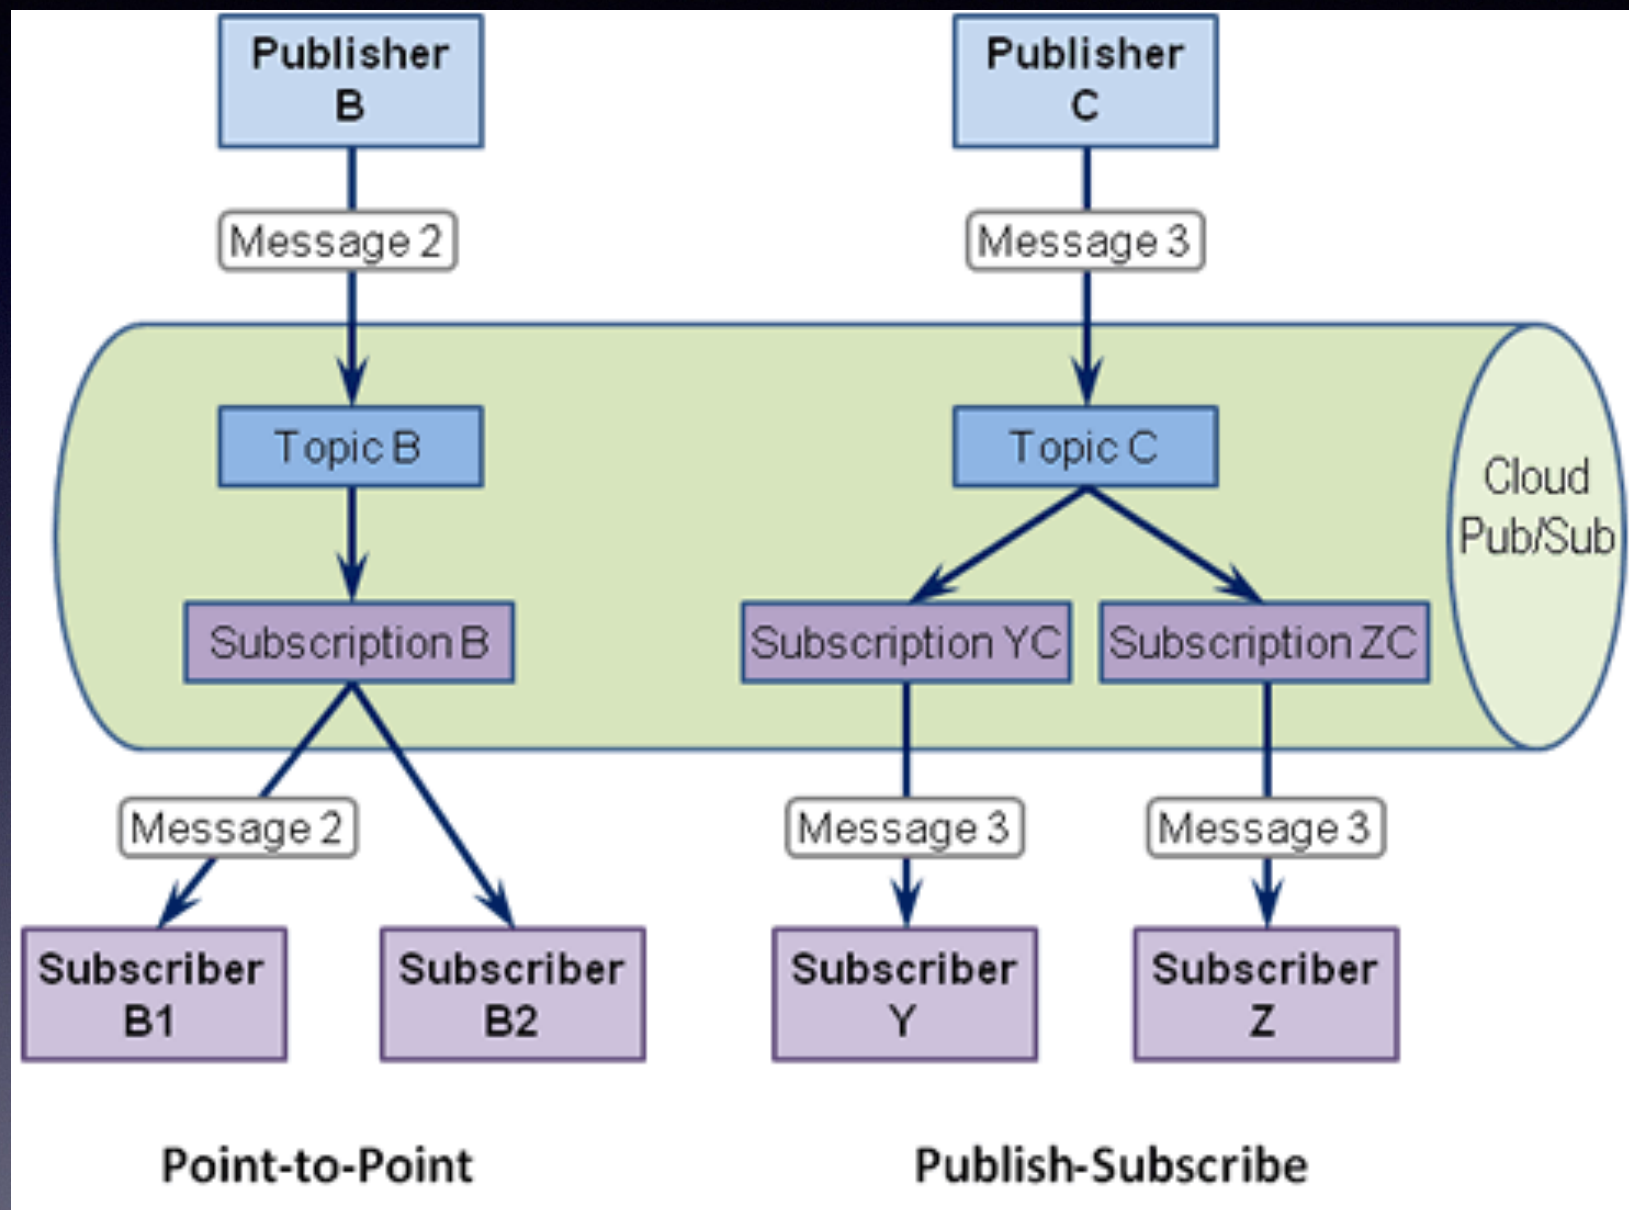 Publisher
B
Publisher
C
Message 2
Message 3
Topic B
Topic C
Cloud
Pub/Sub
Subscription B
Subscription YC
Subscription ZC
Message 2
Message 3
Message 3
Subscriber
B1
Subscriber
B2
Subscriber
Y
Subscriber
Z
Point-to-Point
Publish-Subscribe